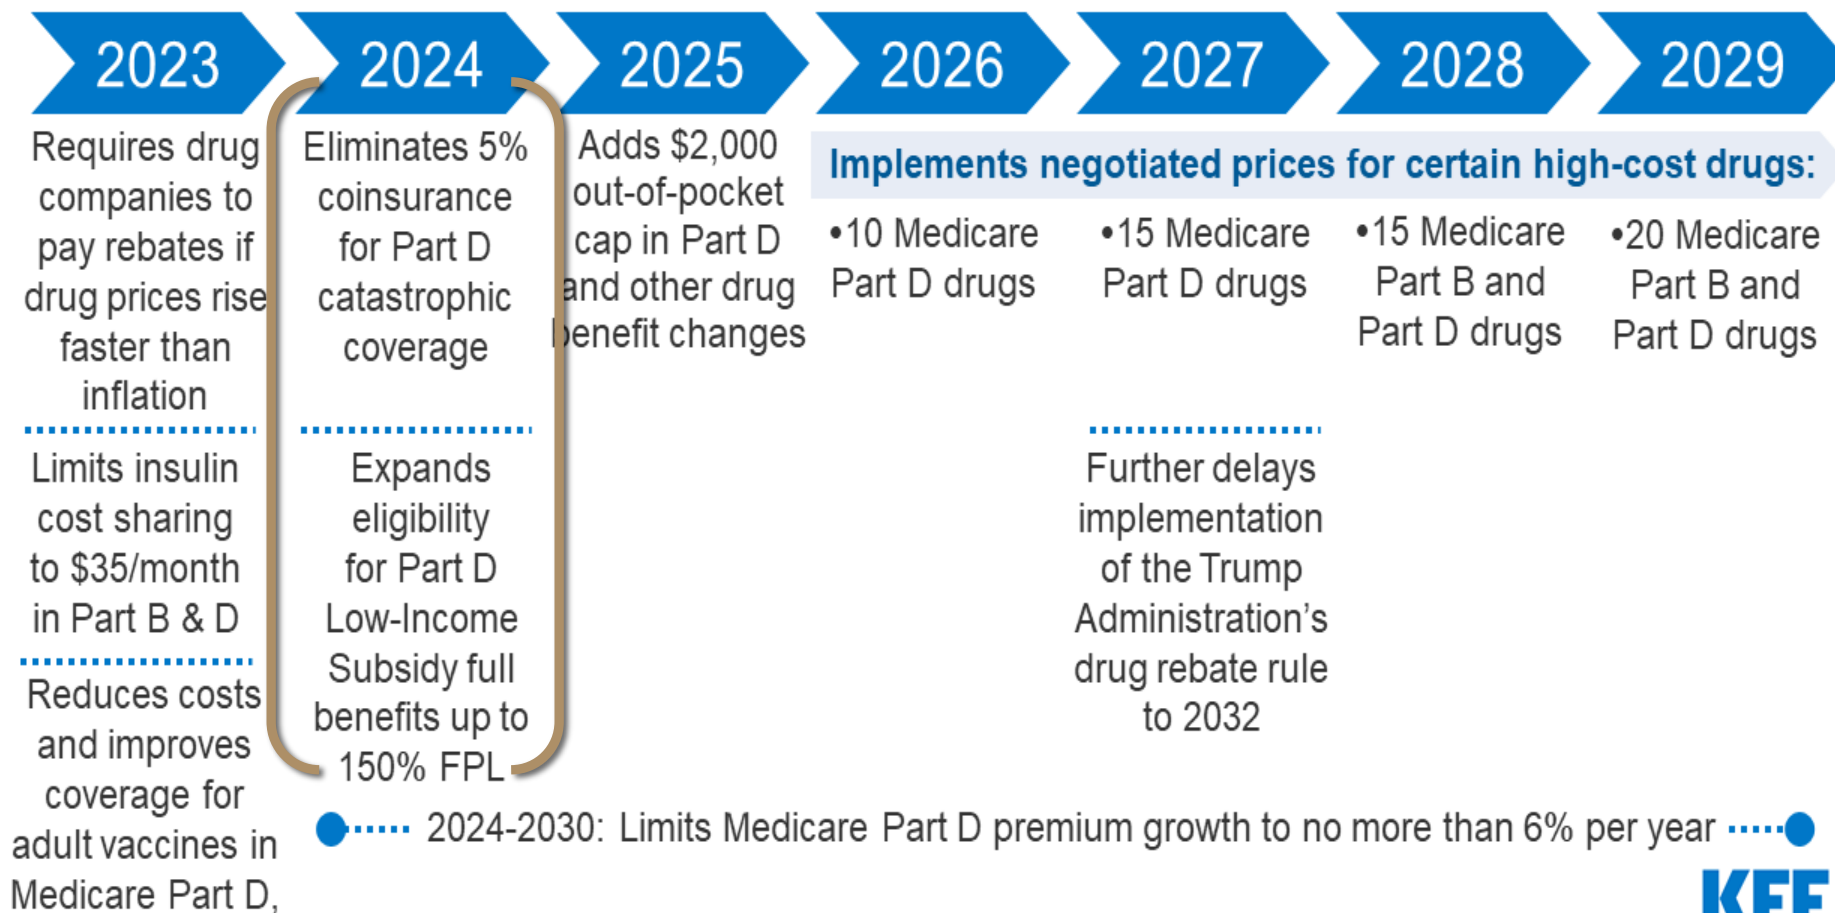 2023
2024
2025
2026
2027
2028
2029
Requires drug
companies to
pay rebates if
drug prices rise
faster than
inflation
Limits insulin
cost sharing
to $35/month
in Part B & D
Reduces costs
and improves
coverage for
adult vaccines in
Medicare Part D,
Eliminates 5%
coinsurance
for Part D
catastrophic
coverage
Expands
eligibility
for Part D
Low-Income
Subsidy full
benefits up to
150% FPL
Adds $2,000
out-of-pocket
cap in Part D
and other drug
benefit changes
Implements negotiated prices for certain high-cost drugs:
•10 Medicare
Part D drugs
•15 Medicare
Part D drugs
Further delays
implementation
of the Trump
Administration’s
drug rebate rule
to 2032
•15 Medicare
Part B and
Part D drugs
•20 Medicare
Part B and
Part D drugs
2024-2030: Limits Medicare Part D premium growth to no more than 6% per year
KFF